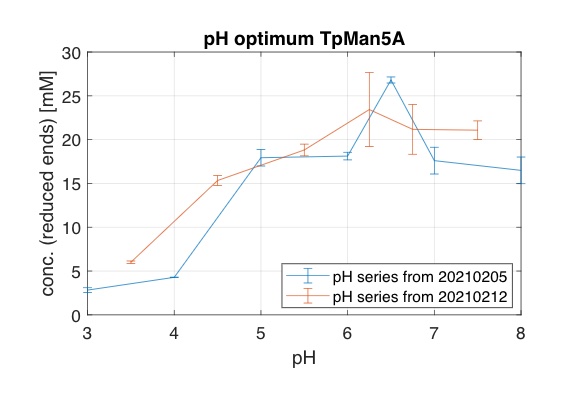 pH optimum TpMan5A
conc. (reduced ends) [mM]
30
25
20
15
10
5
0
3 4 5 6 7 8
pH
pH series from 20210205
pH series from 20210212